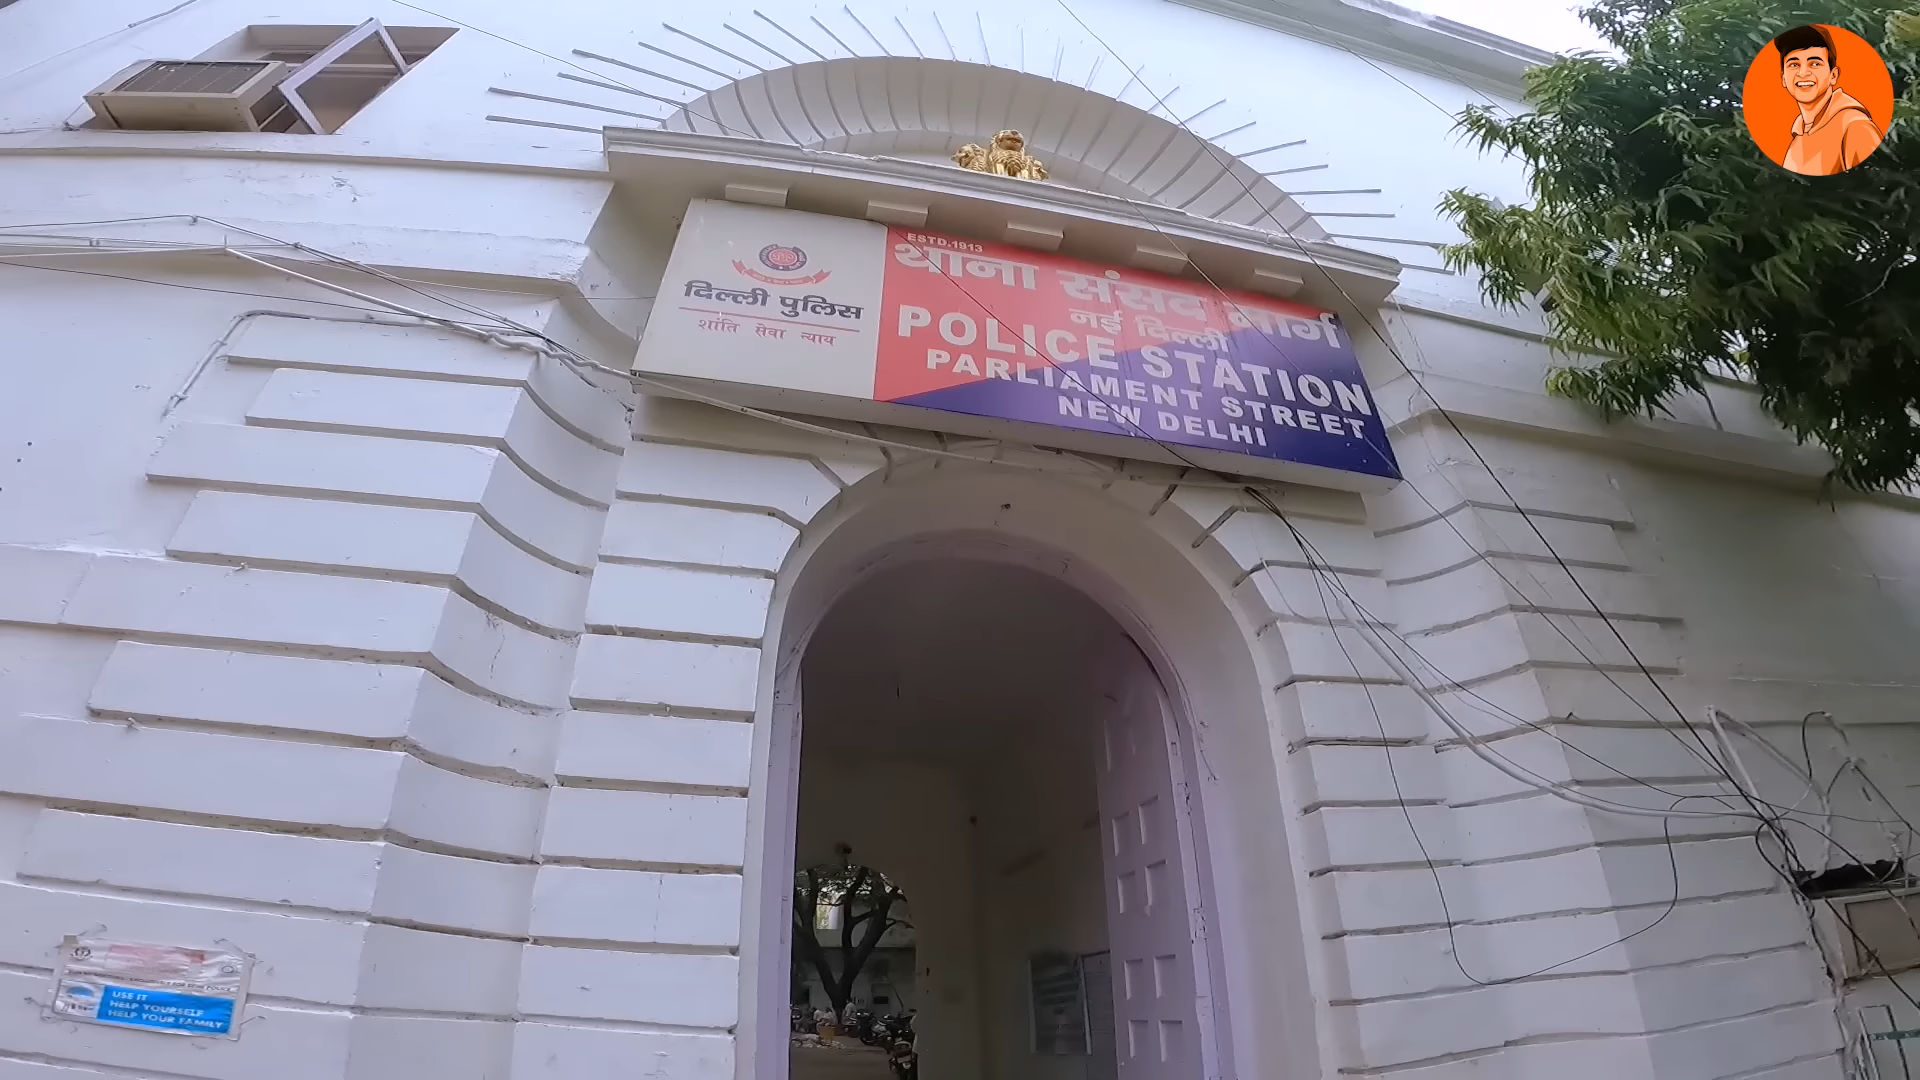 दिल्ली पुलिस
शांति सेवा न्याय
ESTD.1913
थाना संसद मार्ग
नई दिल्ली
POLICE STATION
PARLIAMENT STREET
NEW DELHI
USE IT
HELP YOURSELF
HELP YOUR FAMILY